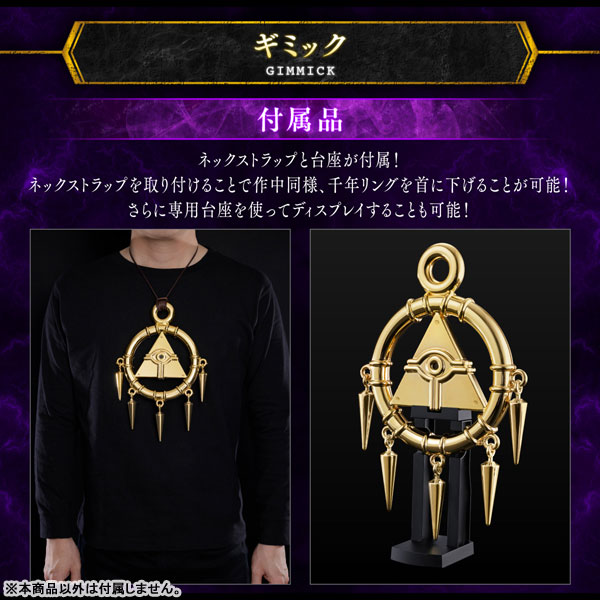 ギミック
GIMMICK
付属品
ネックストラップと台座が付属!
ネックストラップを取り付けることで作中同様、千年リングを首に下げることが可能!
さらに専用台座を使ってディスプレイすることも可能!
※本商品以外は付属しません。